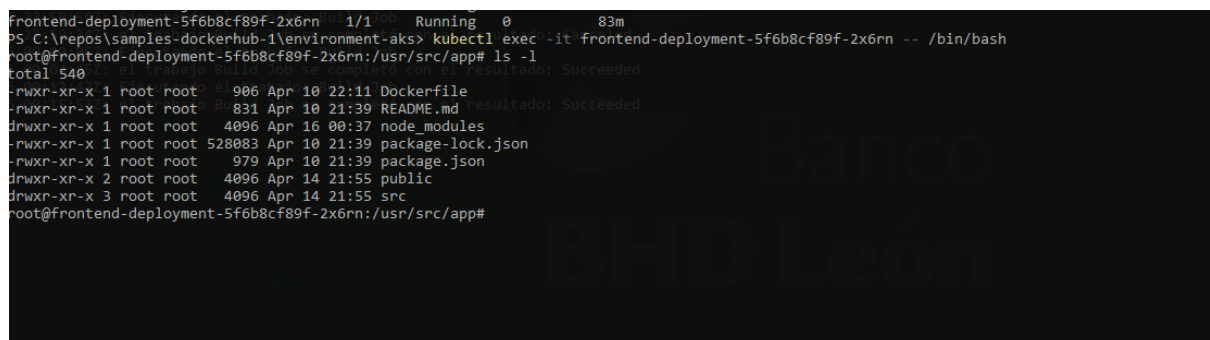 frontend-deployment-5f6b8cf89f-2x6rn 1/1 Running 0 83m
PS C:\repos\samples-dockerhub-1\environment-aks> kubectl exec -it frontend-deployment-5f6b8cf89f-2x6rn -- /bin/bash
root@frontend-deployment-5f6b8cf89f-2x6rn:/usr/src/app# ls -l
total 540
-rwxr-xr-x 1 root root 906 Apr 10 22:11 Dockerfile
-rwxr-xr-x 1 root root 831 Apr 10 21:39 README.md
drwxr-xr-x 1 root root 4096 Apr 16 00:37 node_modules
-rwxr-xr-x 1 root root 528083 Apr 10 21:39 package-lock.json
-rwxr-xr-x 1 root root 979 Apr 10 21:39 package.json
drwxr-xr-x 2 root root 4096 Apr 14 21:55 public
drwxr-xr-x 3 root root 4096 Apr 14 21:55 src
root@frontend-deployment-5f6b8cf89f-2x6rn:/usr/src/app#
Banco
BHD León